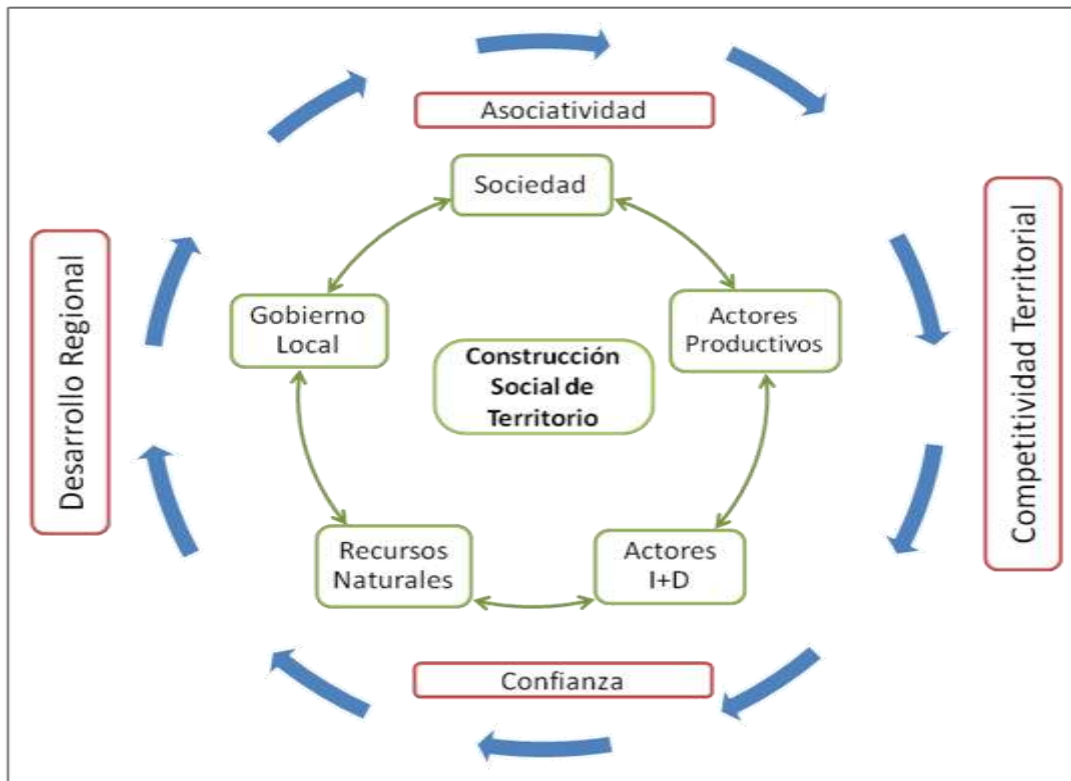 Asociatividad
Sociedad
Desarrollo Regional
Gobierno
Local
Actores
Productivos
Construcción
Social de
Territorio
Competitividad Territorial
Recursos
Naturales
Actores
I+D
Confianza